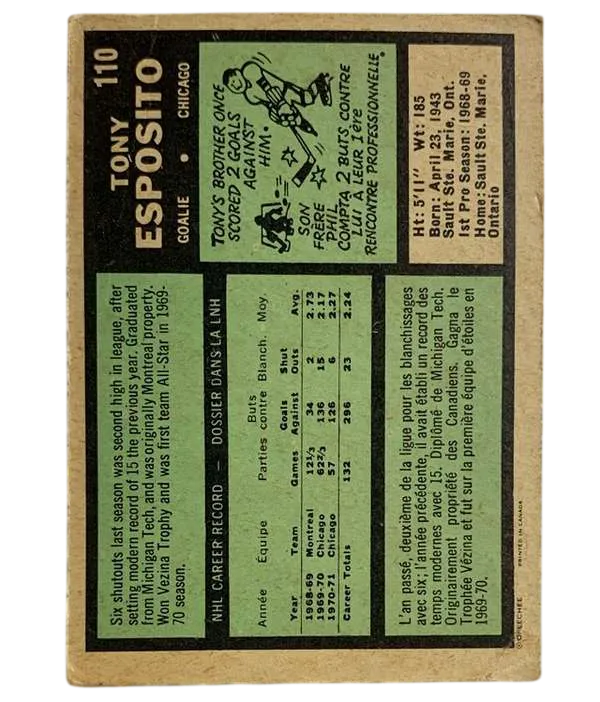 TONY 110
ESPOSITO
GOALIE • CHICAGO
Six shutouts last season was second high in league, after
setting modern record of 15 the previous year. Graduated
from Michigan Tech, and was originally Montreal property.
Won Vezina Trophy and was first team All-Star in 1969-
70 season.
TONY'S BROTHER ONCE
SCORED 2 GOALS
AGAINST
HIM.
SON
FRÈRE
PHIL
COMPTA 2 BUTS CONTRE
LUI À LEUR 1ère
RENCONTRE PROFESSIONNELLE.
NHL CAREER RECORD — DOSSIER DANS LA LNH
Année Équipe Parties Buts contre Blanch. Moy.
Year Team Games Goals Against Shut Outs Avg.
1968-69 Montreal 12 1/3 34 2 2.73
1969-70 Chicago 62 2/3 136 15 2.17
1970-71 Chicago 57 126 6 2.27
Career Totals 132 296 23 2.24
Ht: 5'11" Wt: 185
Born: April 23, 1943
Sault Ste. Marie, Ont.
1st Pro Season: 1968-69
Home: Sault Ste. Marie,
Ontario
L'an passé, deuxième de la ligue pour les blanchissages
avec six; l'année précédente, il avait établi un record des
temps modernes avec 15. Diplômé de Michigan Tech.
Originairement propriété des Canadiens. Gagna le
Trophée Vézina et fut sur la première équipe d'étoiles en
1969-70.
© O-PEE-CHEE PRINTED IN CANADA